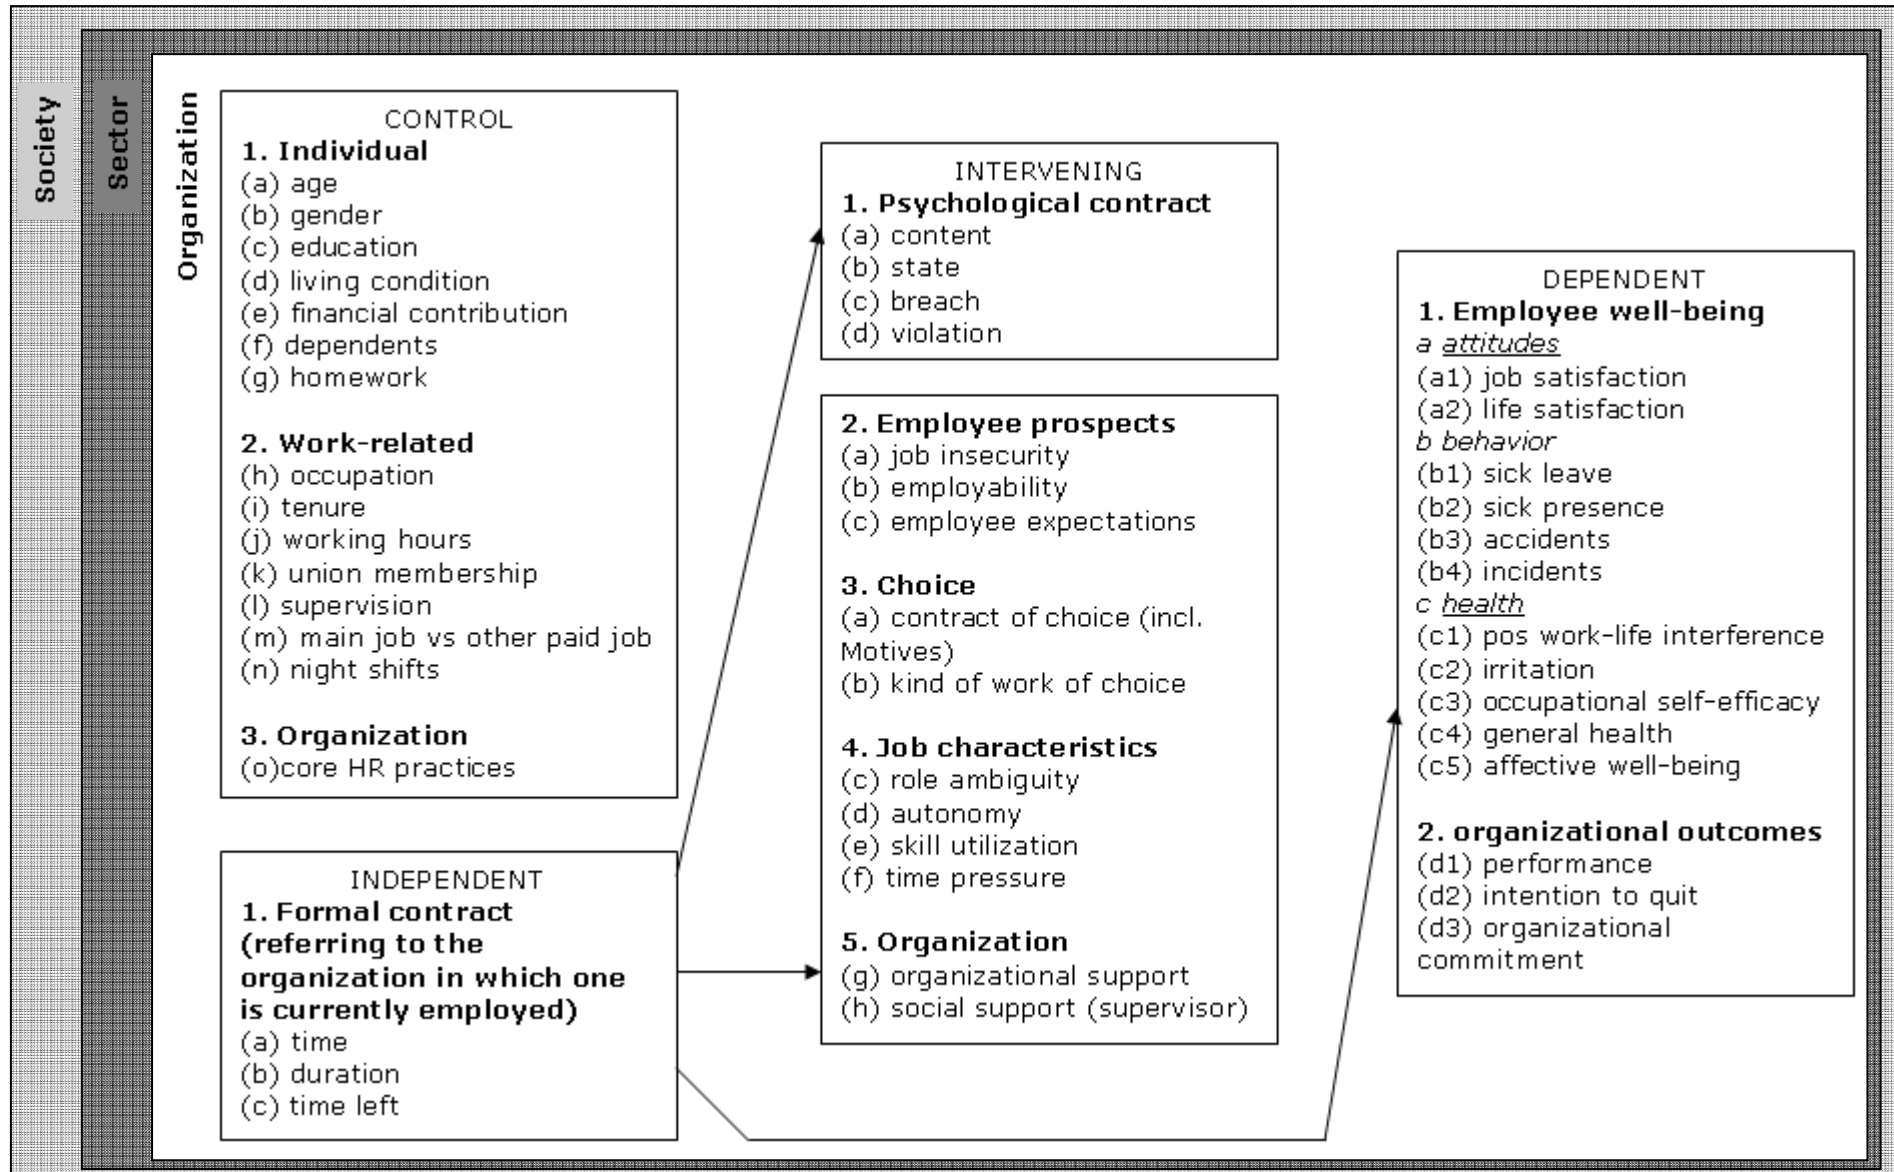 Society
Sector
Organization
CONTROL
1. Individual
(a) age
(b) gender
(c) education
(d) living condition
(e) financial contribution
(f) dependents
(g) homework
2. Work-related
(h) occupation
(i) tenure
(j) working hours
(k) union membership
(l) supervision
(m) main job vs other paid job
(n) night shifts
3. Organization
(o)core HR practices
INDEPENDENT
1. Formal contract
(referring to the
organization in which one
is currently employed)
(a) time
(b) duration
(c) time left
INTERVENING
1. Psychological contract
(a) content
(b) state
(c) breach
(d) violation
2. Employee prospects
(a) job insecurity
(b) employability
(c) employee expectations
3. Choice
(a) contract of choice (incl.
Motives)
(b) kind of work of choice
4. Job characteristics
(c) role ambiguity
(d) autonomy
(e) skill utilization
(f) time pressure
5. Organization
(g) organizational support
(h) social support (supervisor)
DEPENDENT
1. Employee well-being
a attitudes
(a1) job satisfaction
(a2) life satisfaction
b behavior
(b1) sick leave
(b2) sick presence
(b3) accidents
(b4) incidents
c health
(c1) pos work-life interference
(c2) irritation
(c3) occupational self-efficacy
(c4) general health
(c5) affective well-being
2. organizational outcomes
(d1) performance
(d2) intention to quit
(d3) organizational
commitment